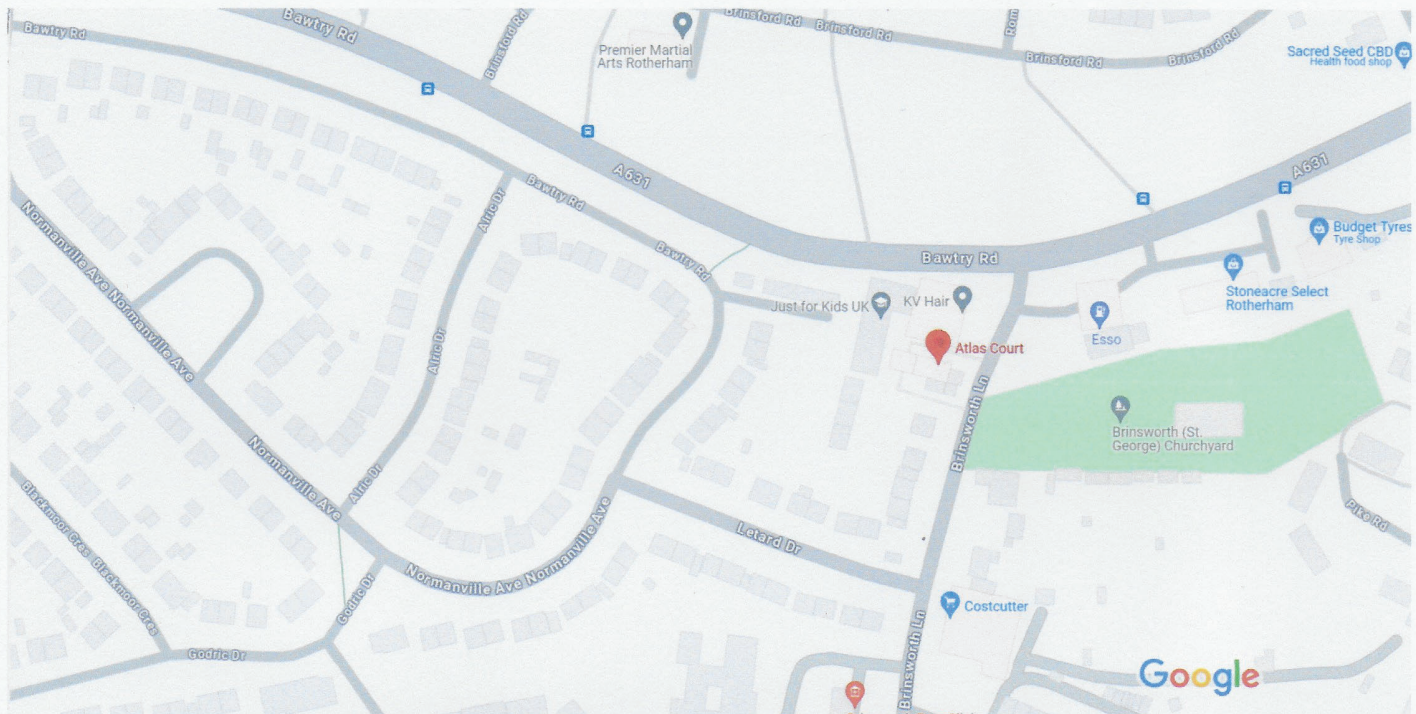 Bawtry Rd
Bawtry Rd
Brinsford Rd
Premier Martial
Arts Rotherham
Brinsford Rd
Brinsford Rd
Rom
Brinsford Rd
Brinsford Rd
Sacred Seed CBD
Health food shop
A631
A631
Normanville Ave
Normanville Ave
Alric Dr
Bawtry Rd
Bawtry Rd
Bawtry Rd
Budget Tyres
Tyre Shop
Stoneacre Select
Rotherham
Just for Kids UK
KV Hair
Esso
Atlas Court
Alric Dr
Brinsworth Ln
Brinsworth (St.
George) Churchyard
Normanville Ave
Alric Dr
Blackmoor Cres
Blackmoor Cres
Letard Dr
Pike Rd
Normanville Ave
Normanville Ave
Godric Dr
Godric Dr
Costcutter
Brinsworth Ln
Google